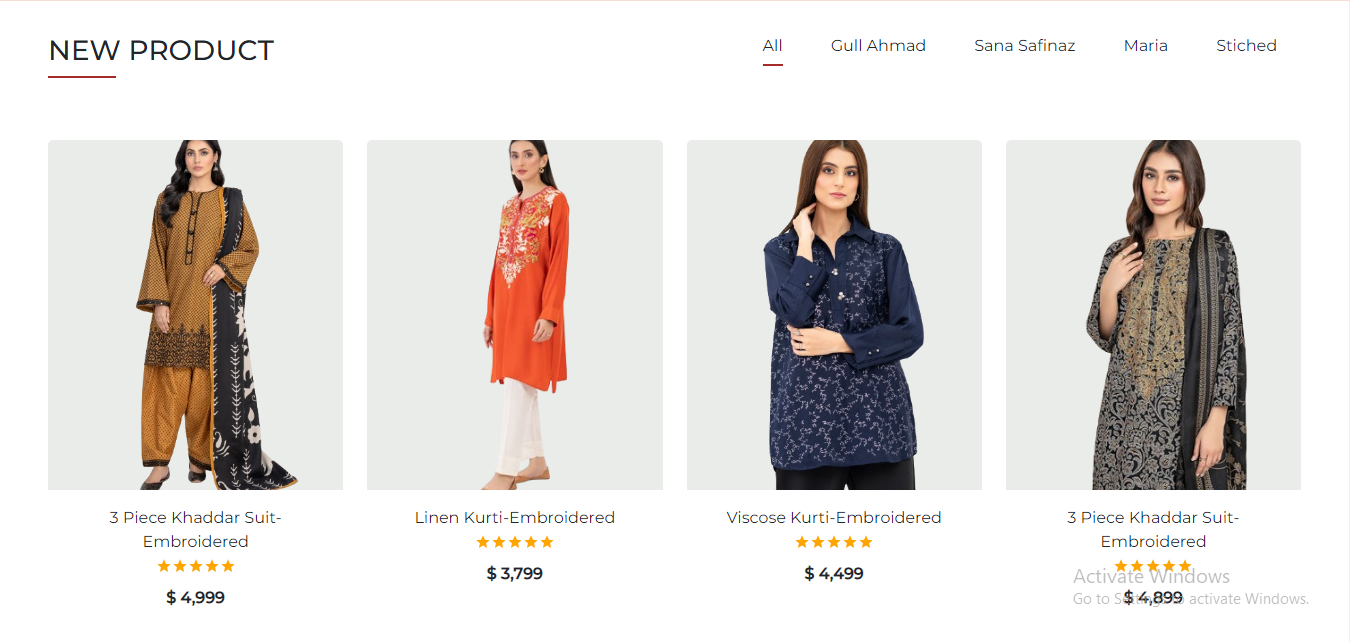 NEW PRODUCT
All
Gull Ahmad
Sana Safinaz
Maria
Stiched
3 Piece Khaddar Suit-
Embroidered
$ 4,999
Linen Kurti-Embroidered
$ 3,799
Viscose Kurti-Embroidered
$ 4,499
3 Piece Khaddar Suit-
Embroidered
$ 4,899
Activate Windows
Go to Settings to activate Windows.